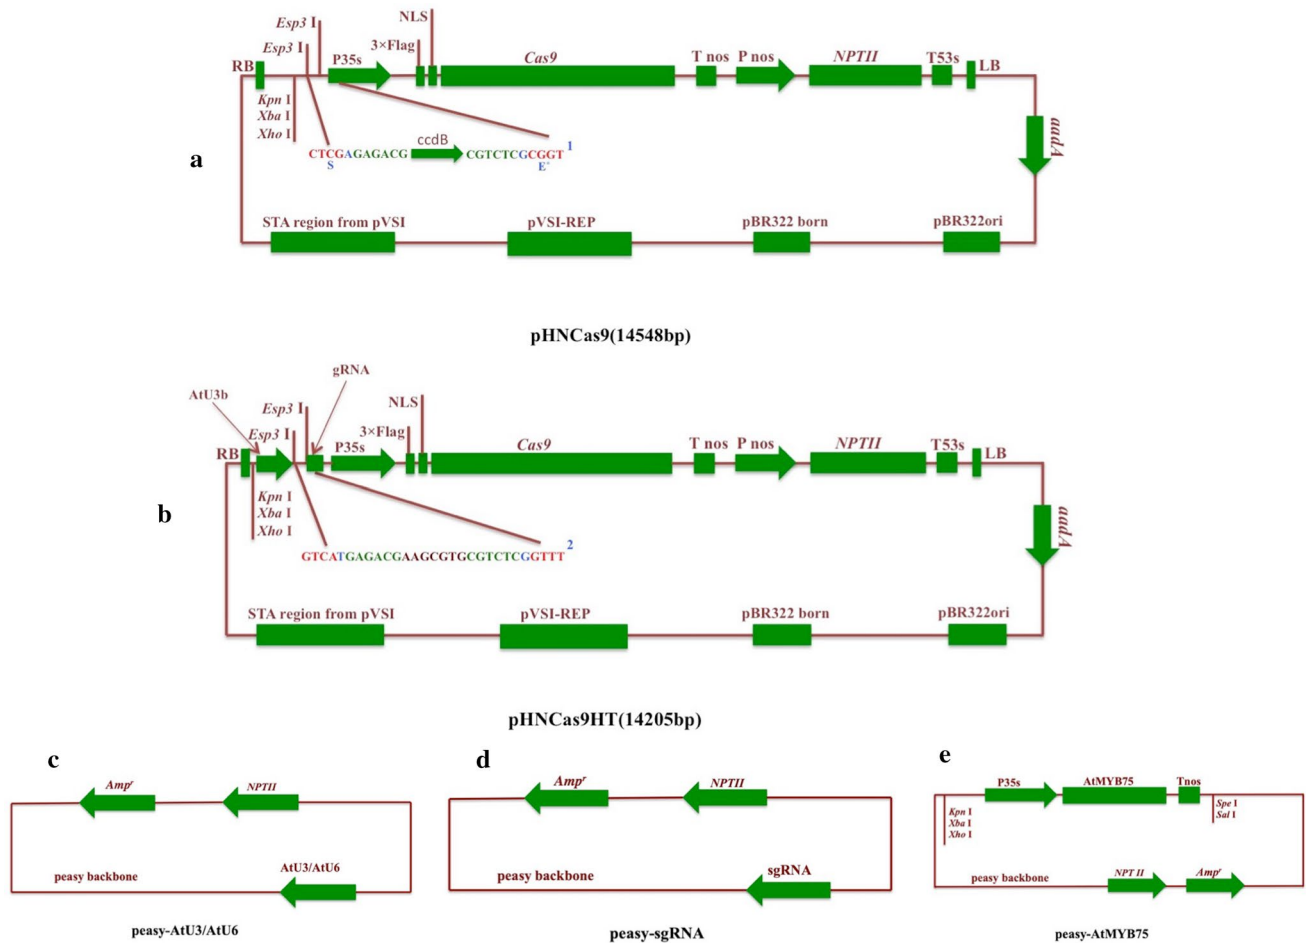 a
RB
Esp3 I
Esp3 I
P35s
3×Flag
NLS
Cas9
T nos
P nos
NPTII
T53s
LB
Kpn I
Xba I
Xho I
aadA
CTCGAGAGACG
ccdB
CGTCTCGCGGT
1
S
E"
STA region from pVSI
pVSI-REP
pBR322 born
pBR322ori
pHNCas9(14548bp)
b
AtU3b
gRNA
RB
Esp3 I
Esp3 I
P35s
3×Flag
NLS
Cas9
T nos
P nos
NPTII
T53s
LB
Kpn I
Xba I
Xho I
aadA
GTCATGAGACGAAGCGTGCGTCTCGGTTT
2
STA region from pVSI
pVSI-REP
pBR322 born
pBR322ori
pHNCas9HT(14205bp)
c
Ampr
NPTII
AtU3/AtU6
peasy backbone
peasy-AtU3/AtU6
d
Ampr
NPTII
sgRNA
peasy backbone
peasy-sgRNA
e
P35s
AtMYB75
Tnos
Kpn I
Xba I
Xho I
Spe I
Sal I
peasy backbone
NPT II
Ampr
peasy-AtMYB75